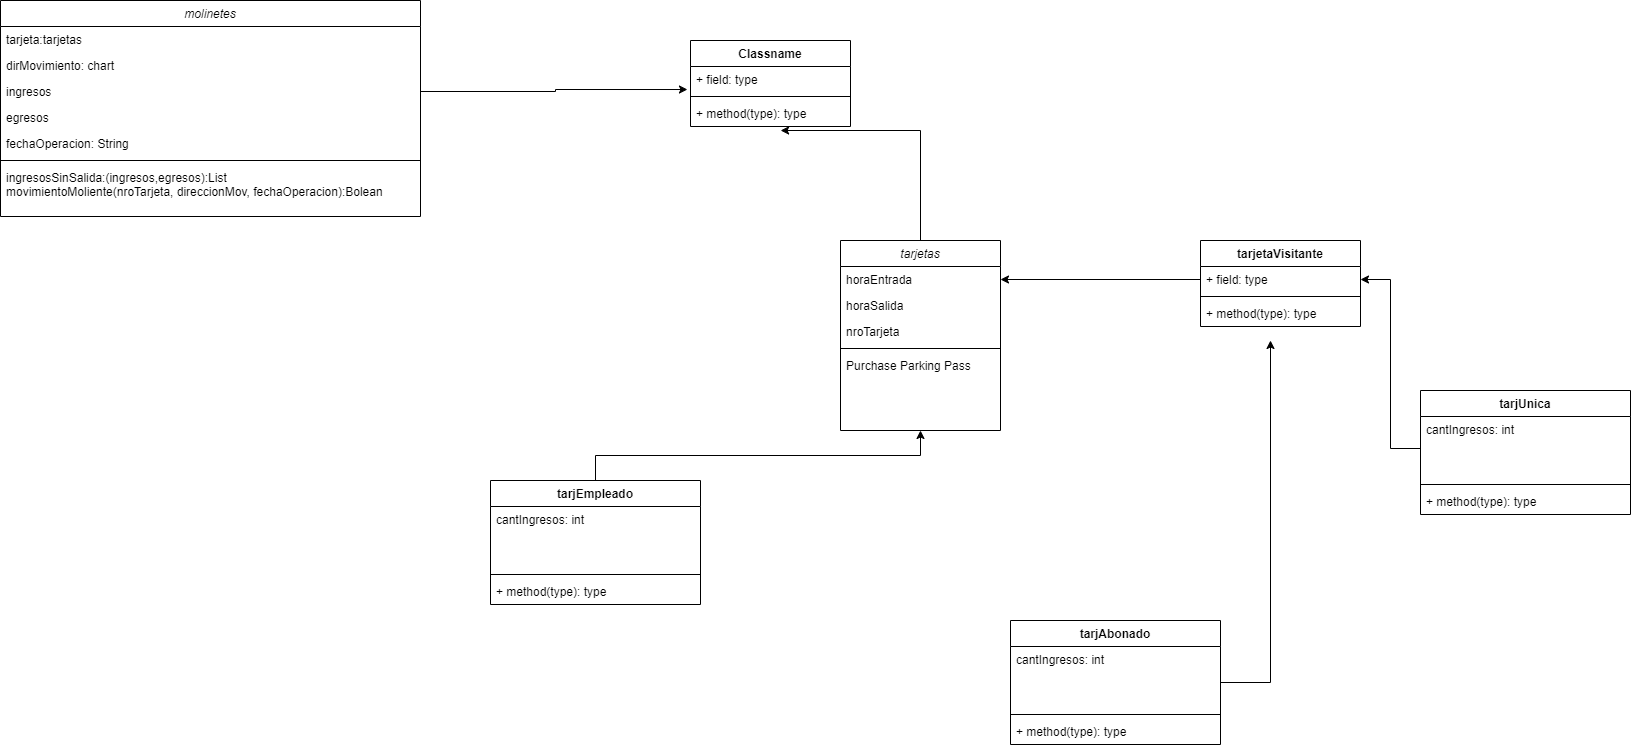 molinetes
tarjeta:tarjetas
dirMovimiento: chart
ingresos
egresos
fechaOperacion: String
ingresosSinSalida:(ingresos,egresos):List
movimientoMoliente(nroTarjeta, direccionMov, fechaOperacion):Bolean
Classname
+ field: type
+ method(type): type
tarjetas
horaEntrada
horaSalida
nroTarjeta
Purchase Parking Pass
tarjetaVisitante
+ field: type
+ method(type): type
tarjUnica
cantIngresos: int
+ method(type): type
tarjEmpleado
cantIngresos: int
+ method(type): type
tarjAbonado
cantIngresos: int
+ method(type): type